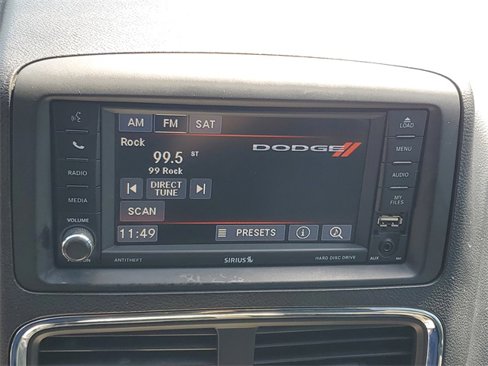 AM FM SAT
Rock
99.5 ST
99 Rock
DODGE
DIRECT
TUNE
SCAN
11:49 PRESETS
RADIO
MEDIA
VOLUME
LOAD
MENU
AUDIO
MY
FILES
AUX
ANTITHEFT SIRIUS HARD DISC DRIVE